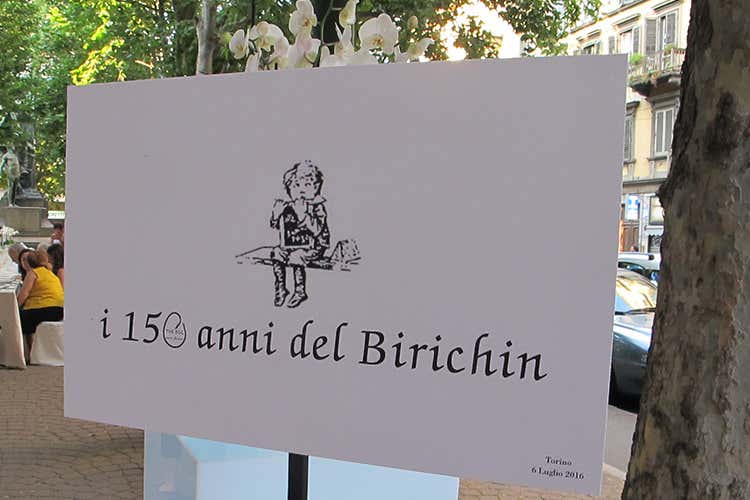 i 150 anni del Birichin
Torino
6 Luglio 2016